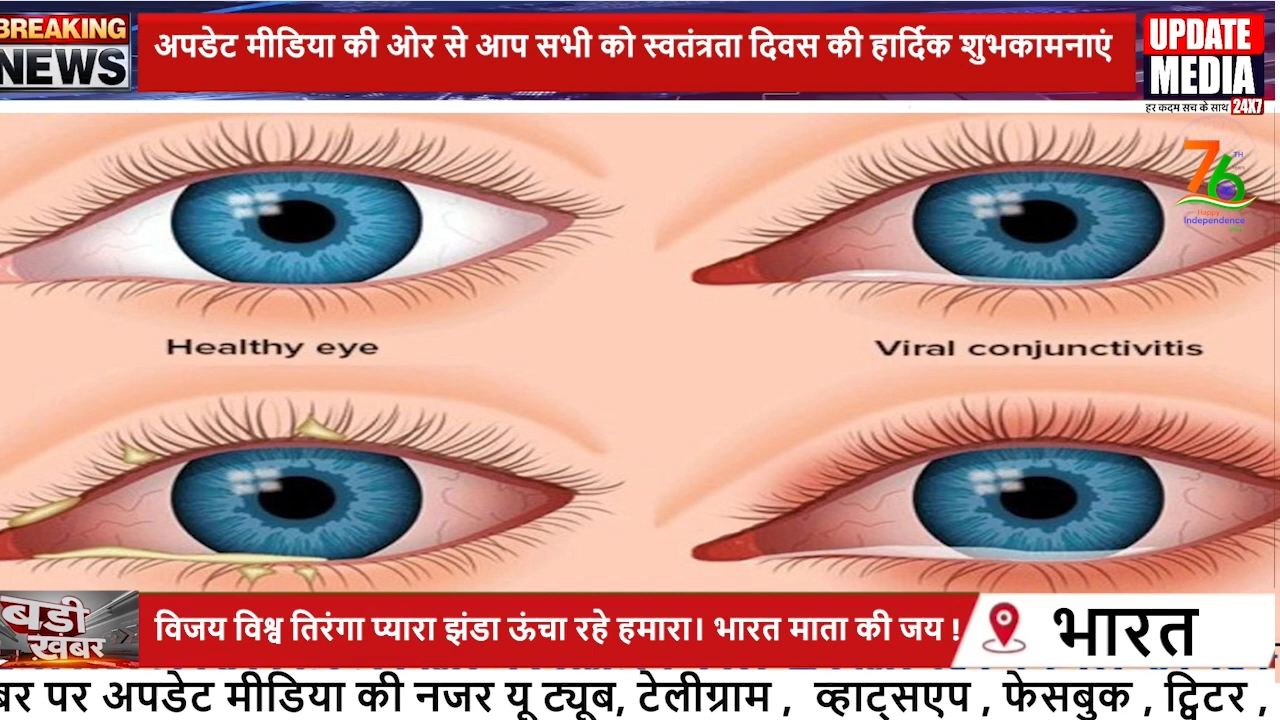 BREAKING
NEWS
अपडेट मीडिया की ओर से आप सभी को स्वतंत्रता दिवस की हार्दिक शुभकामनाएं
UPDATE
MEDIA
हर कदम सच के साथ 24X7
76TH
Happy
Independence
Healthy eye
Viral conjunctivitis
बड़ी
खबर
विजय विश्व तिरंगा प्यारा झंडा ऊंचा रहे हमारा। भारत माता की जय !
भारत
पर अपडेट मीडिया की नजर यू ट्यूब, टेलीग्राम , व्हाट्सएप , फेसबुक , ट्विटर ,